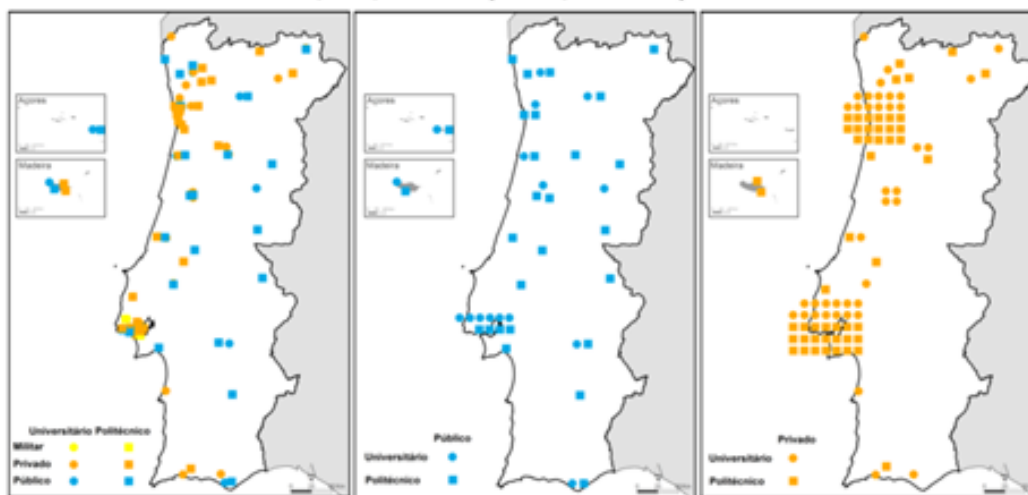 Açores
Madeira
Universitário Politécnico
Militar
Privado
Público
Açores
Madeira
Público
Universitário
Politécnico
Açores
Madeira
Privado
Universitário
Politécnico